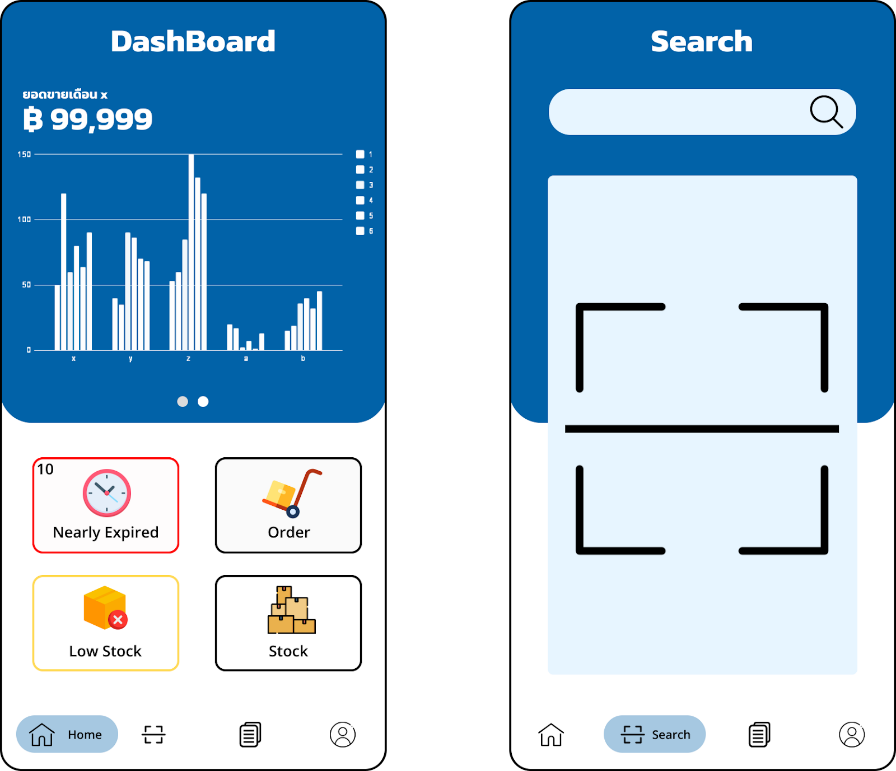 DashBoard
ยอดขายเดือน x
฿ 99,999
150
100
50
0
x
y
z
a
b
1
2
3
4
5
6
10
Nearly Expired
Order
Low Stock
Stock
Home
Search
Search